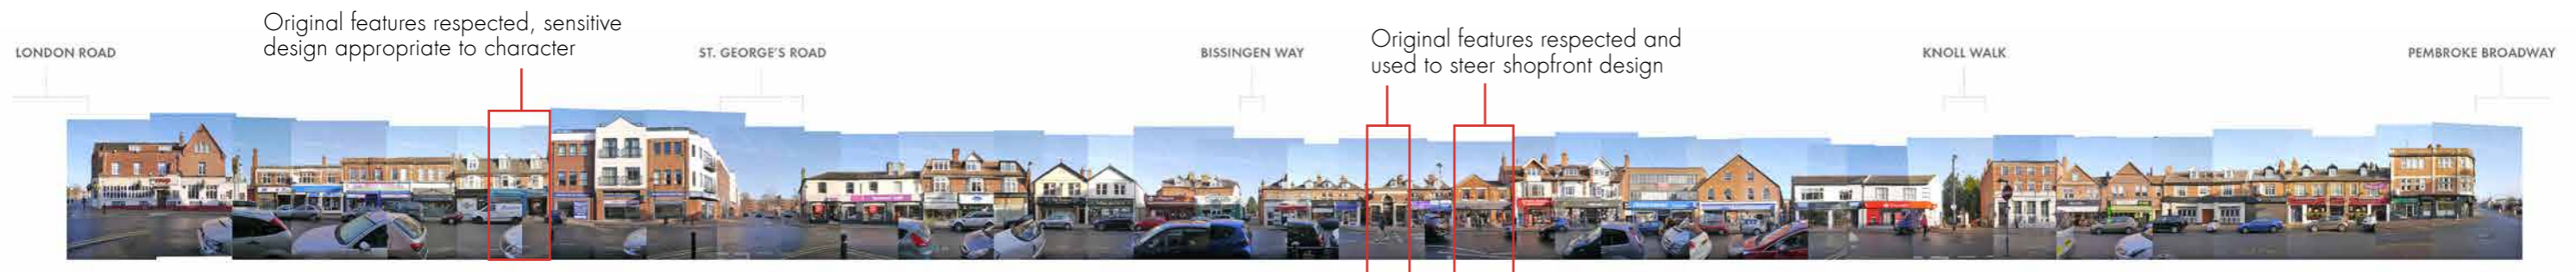 Original features respected, sensitive
design appropriate to character
Original features respected and
used to steer shopfront design
LONDON ROAD
ST. GEORGE'S ROAD
BISSINGEN WAY
KNOLL WALK
PEMBROKE BROADWAY